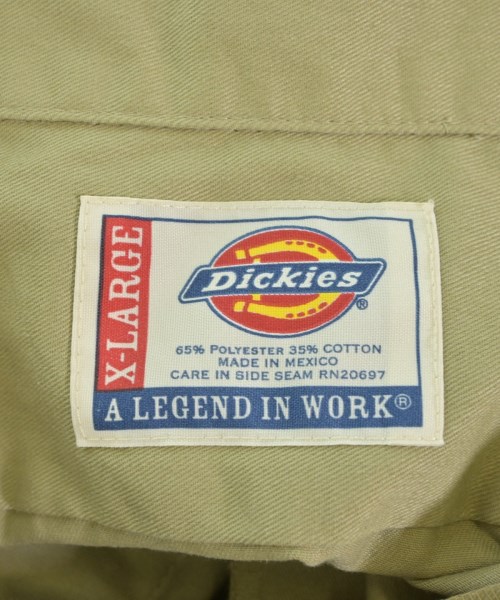 X-LARGE
Dickies®
65% POLYESTER 35% COTTON
MADE IN MEXICO
CARE IN SIDE SEAM RN20697
A LEGEND IN WORK®